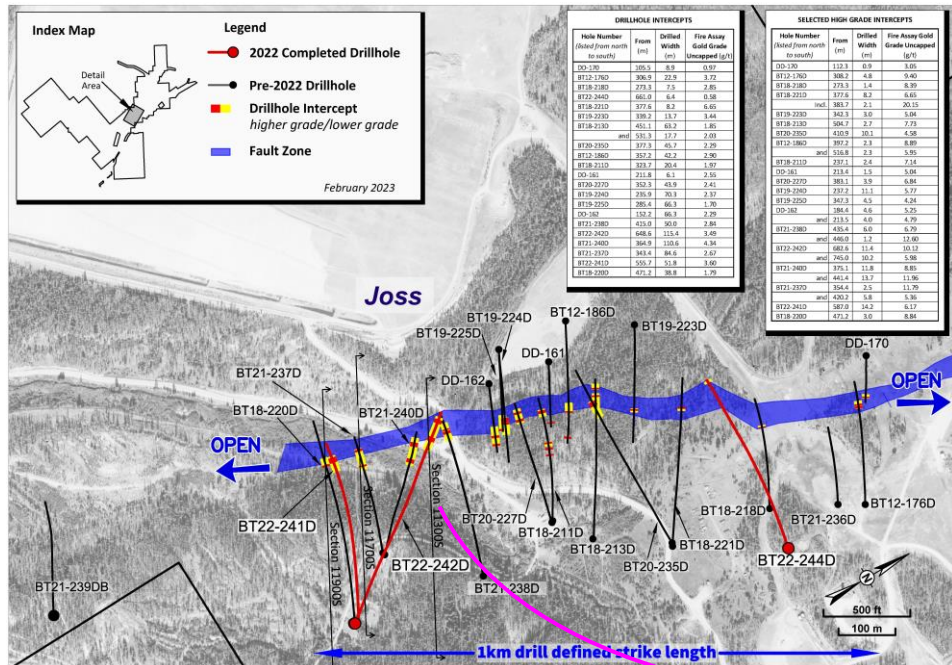 Index Map
Detail
Area
Legend
2022 Completed Drillhole
Pre-2022 Drillhole
Drillhole Intercept
higher grade/lower grade
Fault Zone
February 2023
DRILLHOLE INTERCEPTS
Hole Number (listed from north to south) From (m) Drilled Width (m) Fire Assay Gold Grade Uncapped (g/t)
DD-170 105.5 8.9 0.97
BT12-176D 306.9 22.9 3.72
BT18-218D 273.3 7.5 2.85
BT22-244D 661.0 6.4 0.58
BT18-221D 377.6 8.2 6.65
BT19-223D 339.2 13.7 3.44
BT18-213D 451.1 63.2 1.85
and 531.3 17.7 2.03
BT20-235D 377.3 45.7 2.29
BT12-186D 357.2 42.2 2.90
BT18-211D 323.7 20.4 1.97
DD-161 211.8 6.1 2.55
BT20-227D 352.3 43.9 2.41
BT19-224D 235.9 70.3 2.37
BT19-225D 285.4 66.3 1.70
DD-162 152.2 66.3 2.29
BT21-238D 415.0 50.0 2.84
BT22-242D 648.6 115.4 3.49
BT21-240D 364.9 110.6 4.34
BT21-237D 343.4 84.6 2.67
BT22-241D 555.7 51.8 3.60
BT18-220D 471.2 38.8 1.79
SELECTED HIGH GRADE INTERCEPTS
Hole Number (listed from north to south) From (m) Drilled Width (m) Fire Assay Gold Grade Uncapped (g/t)
DD-170 112.3 0.9 3.05
BT12-176D 308.2 4.8 9.40
BT18-218D 273.3 1.4 8.39
BT18-221D 377.6 8.2 6.65
incl. 383.7 2.1 20.15
BT19-223D 342.3 3.0 5.04
BT18-213D 504.7 2.7 7.73
BT20-235D 410.9 10.1 4.58
BT12-186D 397.2 2.3 8.89
and 516.8 2.3 5.95
BT18-211D 237.1 2.4 7.14
DD-161 213.4 1.5 5.04
BT20-227D 383.1 3.9 6.84
BT19-224D 237.2 11.1 5.77
BT19-225D 347.3 4.5 4.24
DD-162 184.4 4.6 5.25
and 213.5 4.0 4.79
BT21-238D 435.4 6.0 6.79
and 446.0 1.2 12.60
BT22-242D 682.6 11.4 10.12
and 745.0 10.2 5.98
BT21-240D 375.1 11.8 8.85
and 441.4 13.7 11.96
BT21-237D 354.4 2.5 11.79
and 420.2 5.8 5.36
BT22-241D 587.0 14.2 6.17
BT18-220D 471.2 3.0 8.84
Joss
BT19-224D
BT19-225D
BT12-186D
BT19-223D
DD-161
DD-170
BT21-237D
DD-162
BT18-220D
BT21-240D
OPEN
OPEN
BT22-241D
BT20-227D
BT18-211D
BT18-213D
BT18-221D
BT20-235D
BT18-218D
BT21-236D
BT12-176D
BT22-242D
BT22-244D
BT21-238D
BT21-239DB
Section 11900S
Section 11700S
Section 11300S
N
500 ft
100 m
1km drill defined strike length